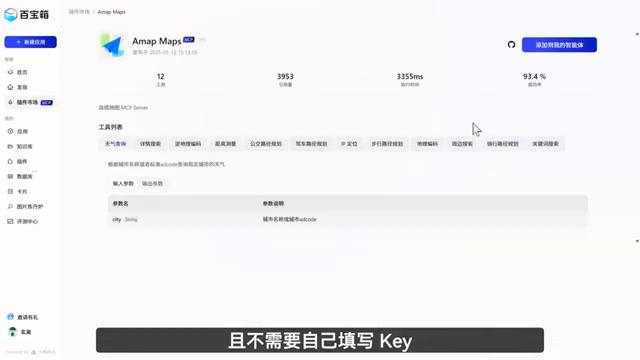 百宝箱
+ 新建应用
探索
首页
发现
插件市场 MCP
我的
应用
知识库
插件
数据库
卡片
图片炼丹炉
评测中心
邀请有礼
玄奥
Powered by
插件市场 / Amap Maps
Amap Maps MCP
发布于 2025-05-12 15:13:58
添加到我的智能体
12
工具
3953
引用量
3355ms
执行时间
93.4 %
成功率
高德地图 MCP Server
工具列表
天气查询 详情搜索 逆地理编码 距离测量 公交路径规划 驾车路径规划 IP 定位 步行路径规划 地理编码 周边搜索 骑行路径规划 关键词搜索
根据城市名称或者标准adcode查询指定城市的天气
输入参数 输出参数
参数名 参数说明
city String 城市名称或城市adcode
且不需要自己填写 Key